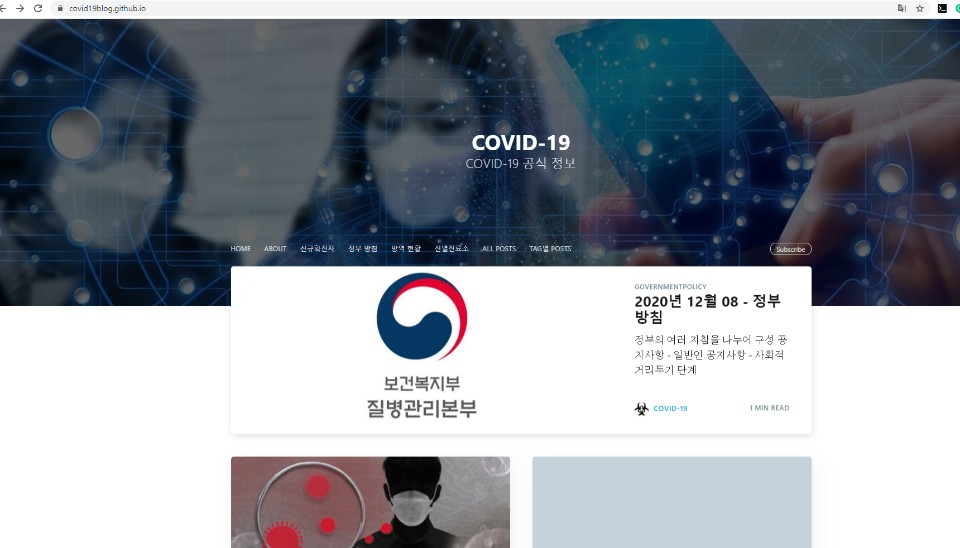 covid19blog.github.io
COVID-19
COVID-19 공식 정보
HOME ABOUT 신규확진자 정부 방침 방역 현황 선별진료소 ALL POSTS TAG별 POSTS Subscribe
보건복지부
질병관리본부
GOVERNMENTPOLICY
2020년 12월 08 - 정부
방침
정부의 여러 지침을 나누어 구성 공
지사항 - 일반인 공지사항 - 사회적
거리두기 단계
COVID-19 1 MIN READ